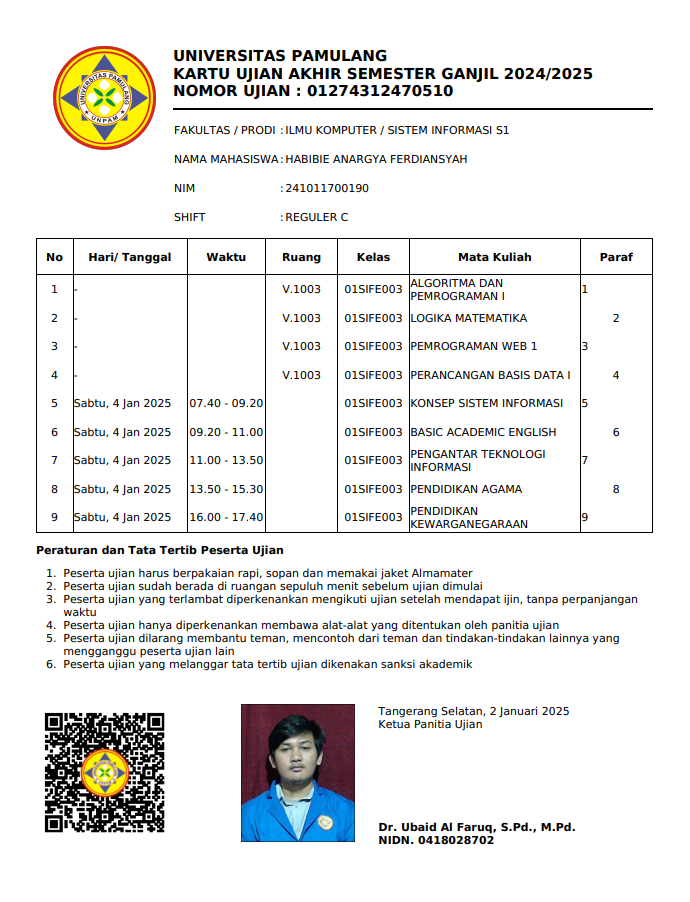 UNIVERSITAS PAMULANG
UNPAM
UNIVERSITAS PAMULANG
KARTU UJIAN AKHIR SEMESTER GANJIL 2024/2025
NOMOR UJIAN : 01274312470510
FAKULTAS / PRODI : ILMU KOMPUTER / SISTEM INFORMASI S1
NAMA MAHASISWA : HABIBIE ANARGYA FERDIANSYAH
NIM : 241011700190
SHIFT : REGULER C
No Hari/ Tanggal Waktu Ruang Kelas Mata Kuliah Paraf
1 - V.1003 01SIFE003 ALGORITMA DAN PEMROGRAMAN I 1
2 - V.1003 01SIFE003 LOGIKA MATEMATIKA 2
3 - V.1003 01SIFE003 PEMROGRAMAN WEB 1 3
4 - V.1003 01SIFE003 PERANCANGAN BASIS DATA I 4
5 Sabtu, 4 Jan 2025 07.40 - 09.20 01SIFE003 KONSEP SISTEM INFORMASI 5
6 Sabtu, 4 Jan 2025 09.20 - 11.00 01SIFE003 BASIC ACADEMIC ENGLISH 6
7 Sabtu, 4 Jan 2025 11.00 - 13.50 01SIFE003 PENGANTAR TEKNOLOGI INFORMASI 7
8 Sabtu, 4 Jan 2025 13.50 - 15.30 01SIFE003 PENDIDIKAN AGAMA 8
9 Sabtu, 4 Jan 2025 16.00 - 17.40 01SIFE003 PENDIDIKAN KEWARGANEGARAAN 9
Peraturan dan Tata Tertib Peserta Ujian
1. Peserta ujian harus berpakaian rapi, sopan dan memakai jaket Almamater
2. Peserta ujian sudah berada di ruangan sepuluh menit sebelum ujian dimulai
3. Peserta ujian yang terlambat diperkenankan mengikuti ujian setelah mendapat ijin, tanpa perpanjangan
waktu
4. Peserta ujian hanya diperkenankan membawa alat-alat yang ditentukan oleh panitia ujian
5. Peserta ujian dilarang membantu teman, mencontoh dari teman dan tindakan-tindakan lainnya yang
mengganggu peserta ujian lain
6. Peserta ujian yang melanggar tata tertib ujian dikenakan sanksi akademik
Tangerang Selatan, 2 Januari 2025
Ketua Panitia Ujian
Dr. Ubaid Al Faruq, S.Pd., M.Pd.
NIDN. 0418028702